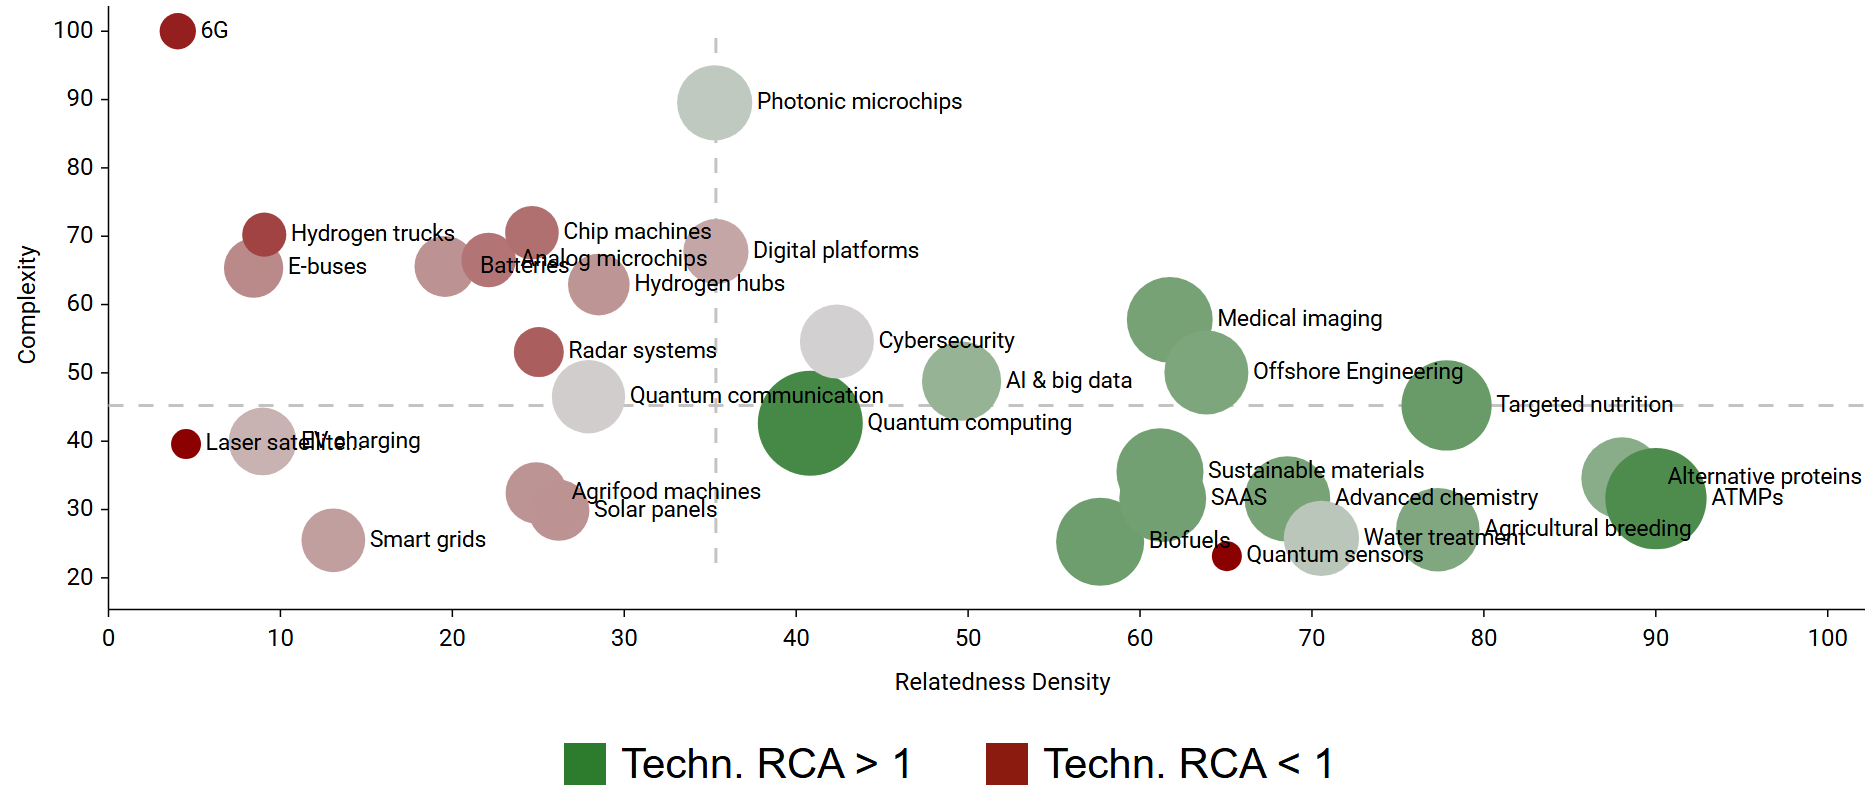 100
6G
90
Photonic microchips
80
70
Hydrogen trucks
Chip machines
Digital platforms
E-buses
Batteries
Analog microchips
Hydrogen hubs
60
Complexity
Medical imaging
Cybersecurity
Radar systems
50
Offshore Engineering
AI & big data
Quantum communication
Targeted nutrition
Quantum computing
40
Laser satellite...
EV charging
Sustainable materials
Alternative proteins
Agrifood machines
SAAS
Advanced chemistry
ATMPs
30
Solar panels
Agricultural breeding
Smart grids
Biofuels
Water treatment
Quantum sensors
20
0 10 20 30 40 50 60 70 80 90 100
Relatedness Density
Techn. RCA > 1
Techn. RCA < 1